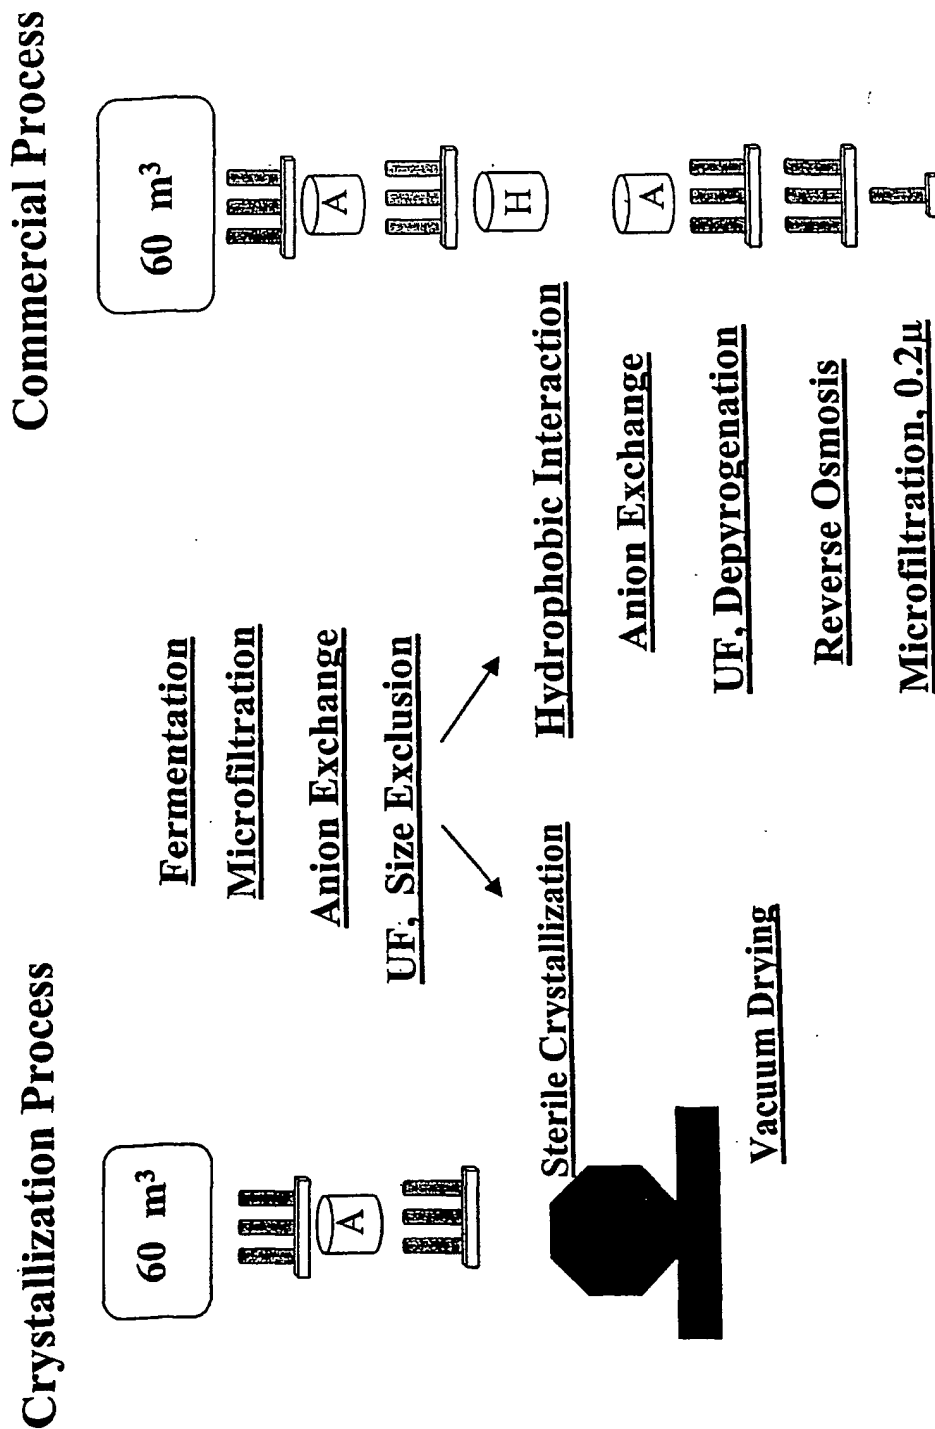 Crystallization Process
Commercial Process
60 m³
60 m³
Fermentation
Microfiltration
A
Anion Exchange
A
UF, Size Exclusion
Sterile Crystallization
Hydrophobic Interaction
H
Anion Exchange
A
Vacuum Drying
UF, Depyrogenation
Reverse Osmosis
Microfiltration, 0.2μ